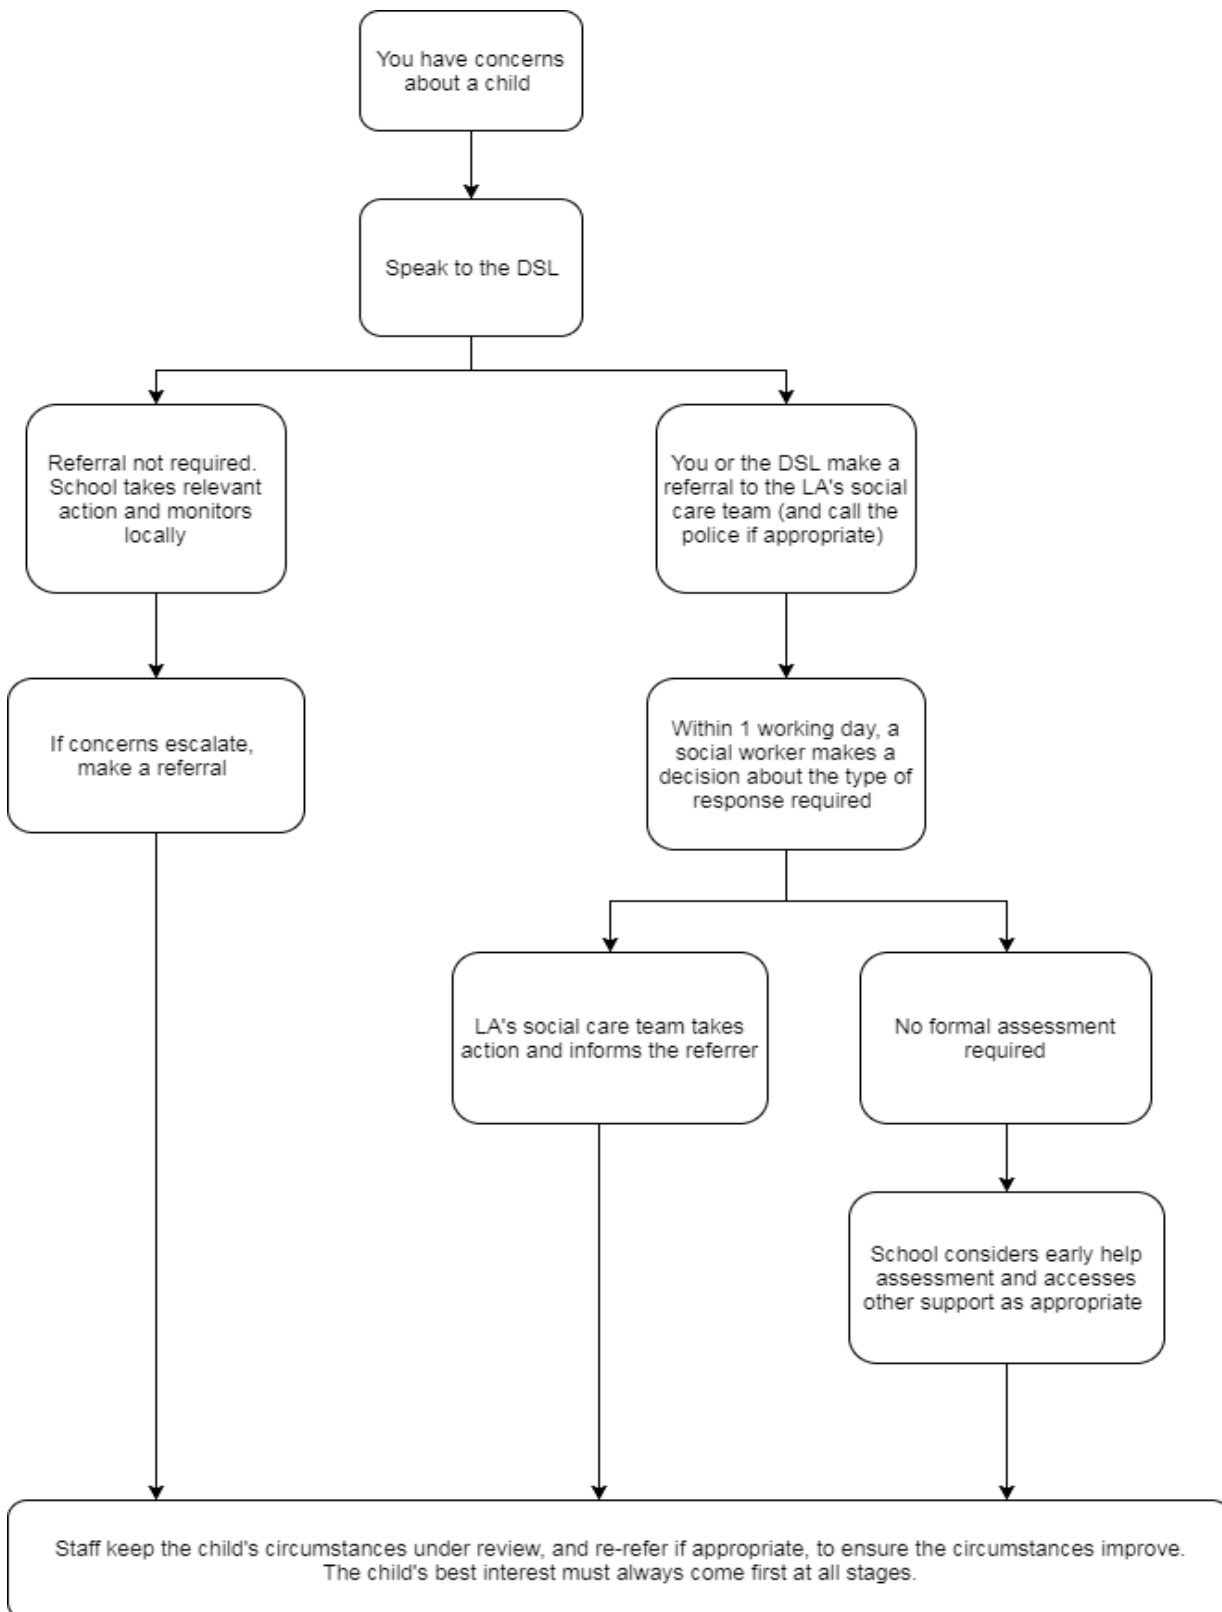 You have concerns
about a child
Speak to the DSL
Referral not required.
School takes relevant
action and monitors
locally
You or the DSL make a
referral to the LA's social
care team (and call the
police if appropriate)
If concerns escalate,
make a referral
Within 1 working day, a
social worker makes a
decision about the type of
response required
LA's social care team takes
action and informs the referrer
No formal assessment
required
School considers early help
assessment and accesses
other support as appropriate
Staff keep the child's circumstances under review, and re-refer if appropriate, to ensure the circumstances improve.
The child's best interest must always come first at all stages.